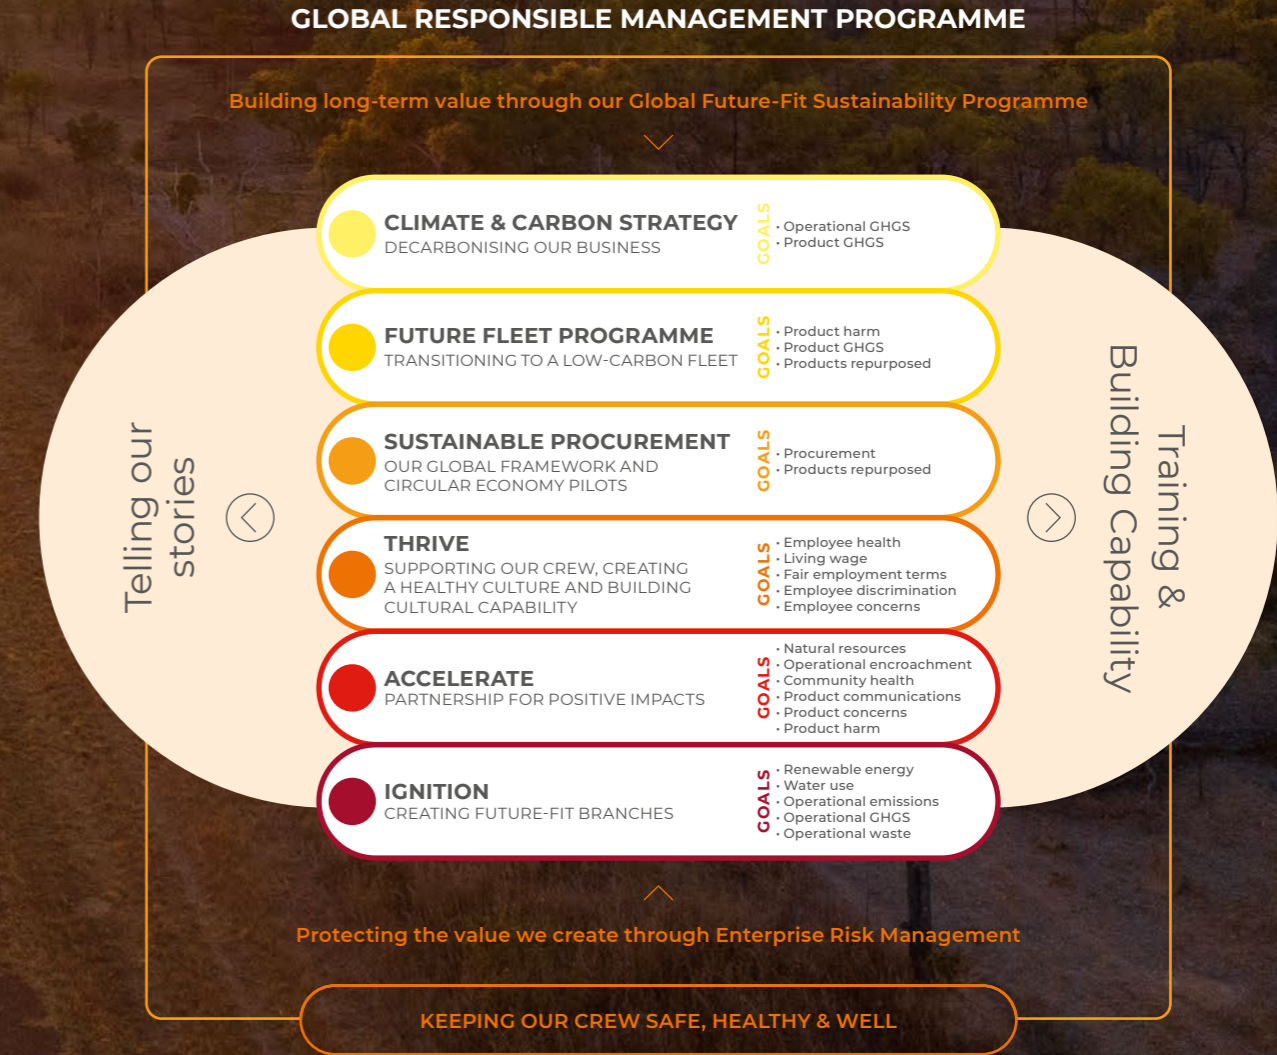 GLOBAL RESPONSIBLE MANAGEMENT PROGRAMME
Building long-term value through our Global Future-Fit Sustainability Programme
Telling our
stories
CLIMATE & CARBON STRATEGY
DECARBONISING OUR BUSINESS
GOALS
• Operational GHGS
• Product GHGS
FUTURE FLEET PROGRAMME
TRANSITIONING TO A LOW-CARBON FLEET
GOALS
• Product harm
• Product GHGS
• Products repurposed
SUSTAINABLE PROCUREMENT
OUR GLOBAL FRAMEWORK AND
CIRCULAR ECONOMY PILOTS
GOALS
• Procurement
• Products repurposed
THRIVE
SUPPORTING OUR CREW, CREATING
A HEALTHY CULTURE AND BUILDING
CULTURAL CAPABILITY
GOALS
• Employee health
• Living wage
• Fair employment terms
• Employee discrimination
• Employee concerns
ACCELERATE
PARTNERSHIP FOR POSITIVE IMPACTS
GOALS
• Natural resources
• Operational encroachment
• Community health
• Product communications
• Product concerns
• Product harm
IGNITION
CREATING FUTURE-FIT BRANCHES
GOALS
• Renewable energy
• Water use
• Operational emissions
• Operational GHGS
• Operational waste
Training &
Building Capability
Protecting the value we create through Enterprise Risk Management
KEEPING OUR CREW SAFE, HEALTHY & WELL